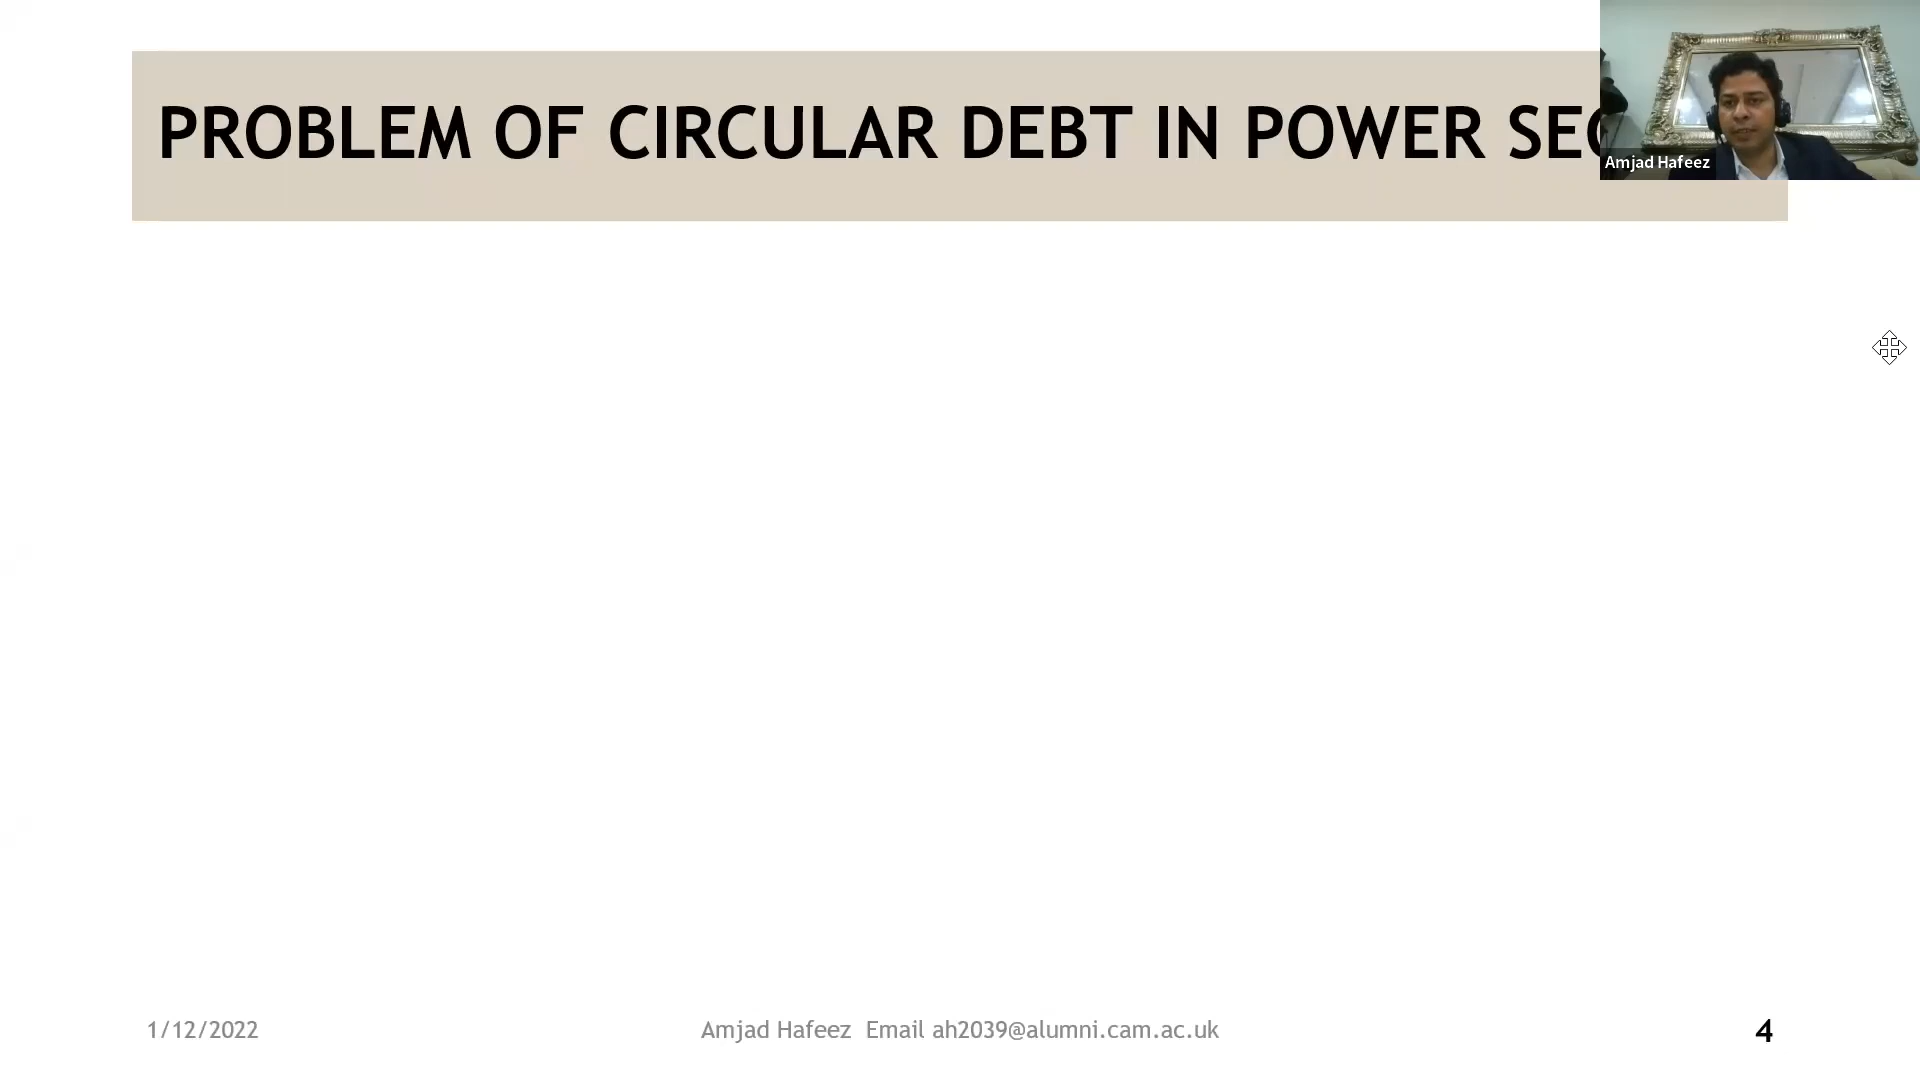 PROBLEM OF CIRCULAR DEBT IN POWER
Amjad Hafeez
1/12/2022
Amjad Hafeez Email ah2039@alumni.cam.ac.uk
4